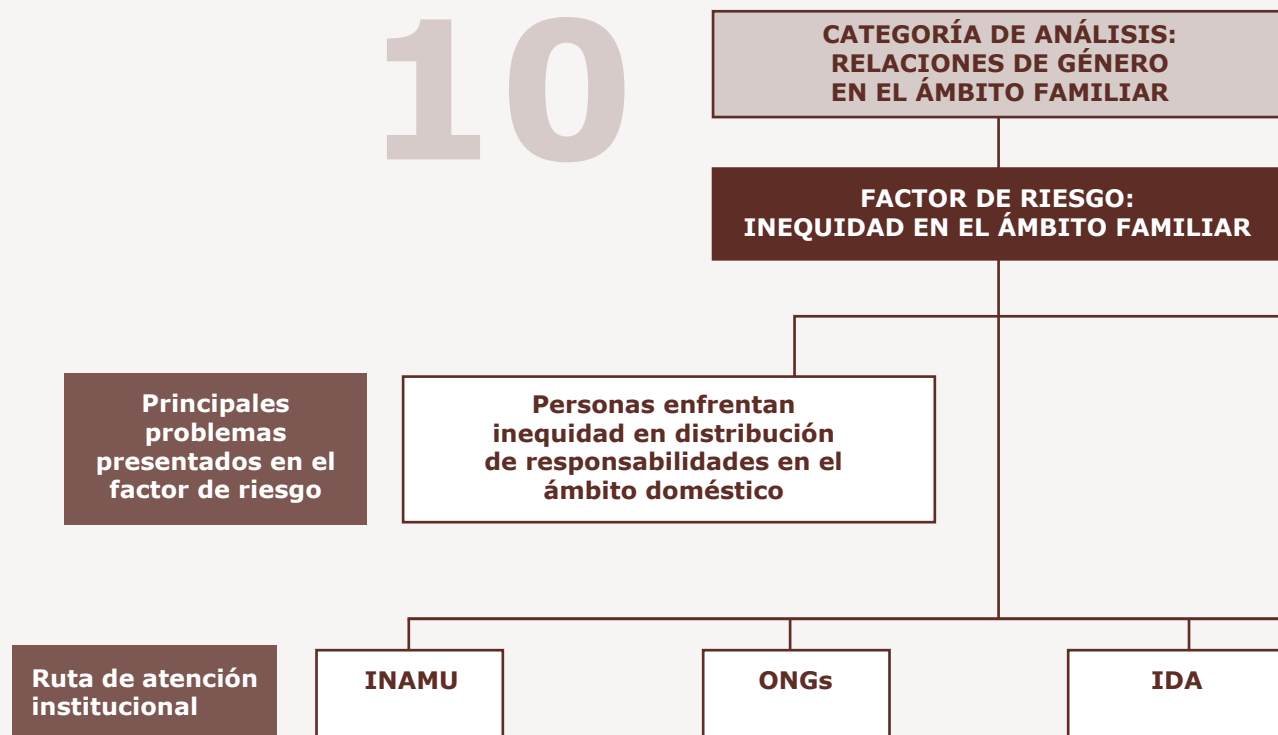 10
CATEGORÍA DE ANÁLISIS:
RELACIONES DE GÉNERO
EN EL ÁMBITO FAMILIAR
FACTOR DE RIESGO:
INEQUIDAD EN EL ÁMBITO FAMILIAR
Principales
problemas
presentados en el
factor de riesgo
Personas enfrentan
inequidad en distribución
de responsabilidades en el
ámbito doméstico
Ruta de atención
institucional
INAMU
ONGs
IDA